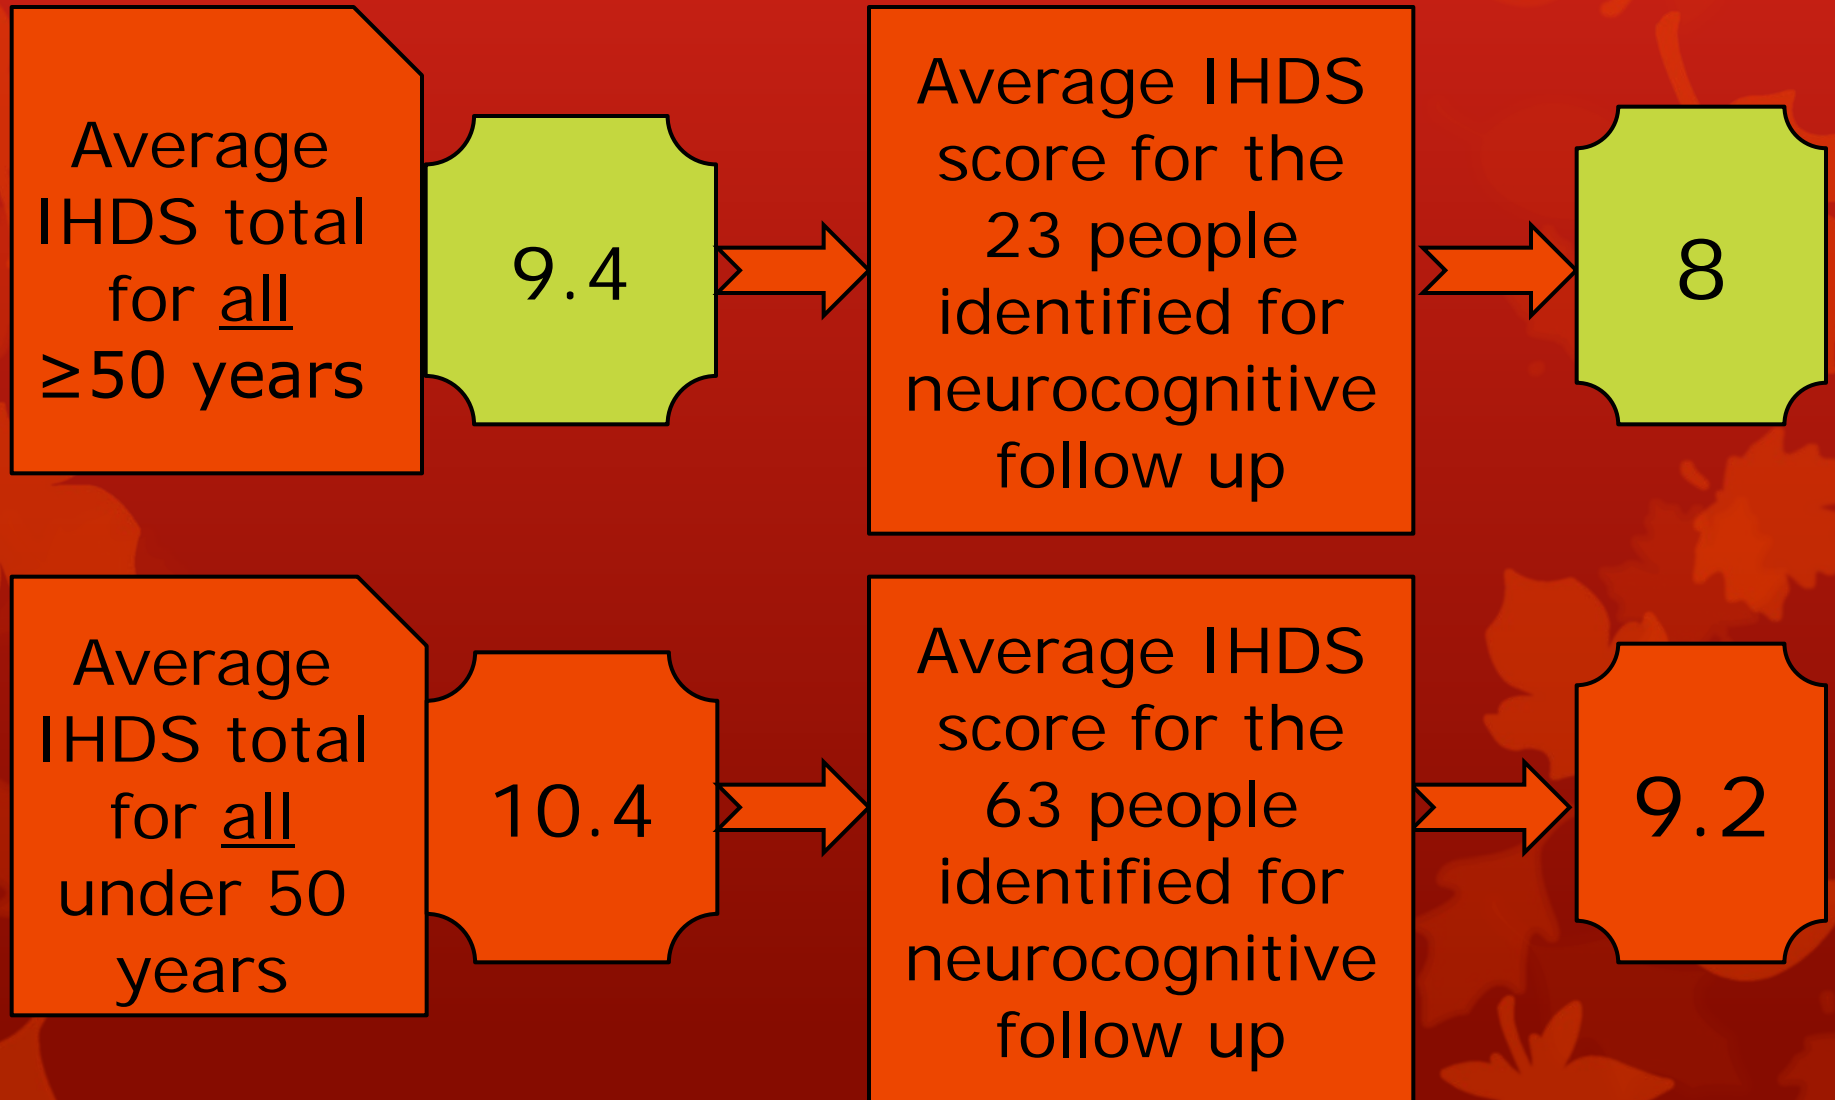 Average
IHDS total
for all
≥50 years
9.4
Average IHDS
score for the
23 people
identified for
neurocognitive
follow up
8
Average
IHDS total
for all
under 50
years
10.4
Average IHDS
score for the
63 people
identified for
neurocognitive
follow up
9.2